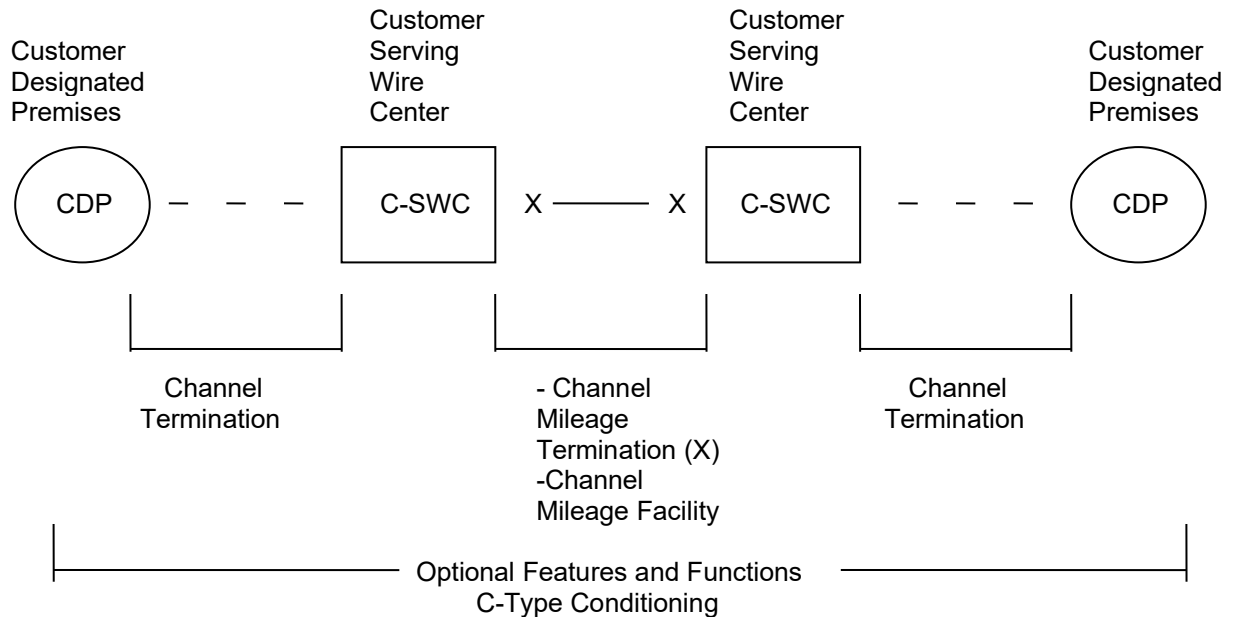 Customer
Designated
Premises
Customer
Serving
Wire
Center
Customer
Serving
Wire
Center
Customer
Designated
Premises
CDP
C-SWC
X
X
C-SWC
CDP
Channel
Termination
- Channel
Mileage
Termination (X)
-Channel
Mileage Facility
Channel
Termination
Optional Features and Functions
C-Type Conditioning